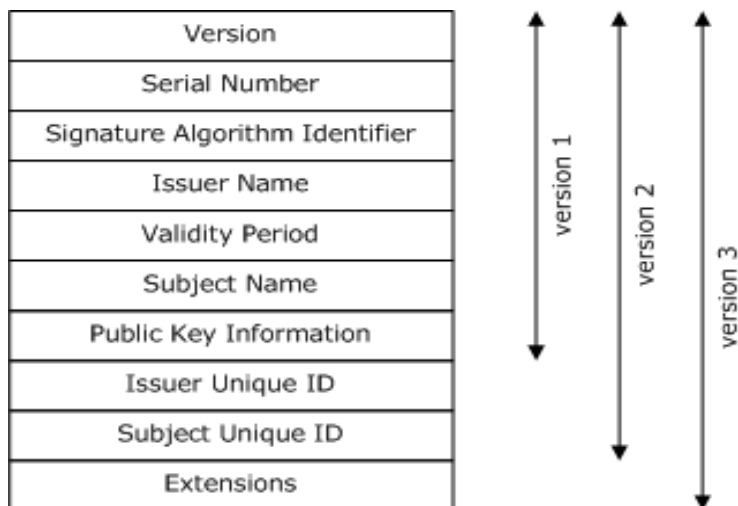 Version
Serial Number
Signature Algorithm Identifier
Issuer Name
Validity Period
Subject Name
Public Key Information
Issuer Unique ID
Subject Unique ID
Extensions
version 1
version 2
version 3